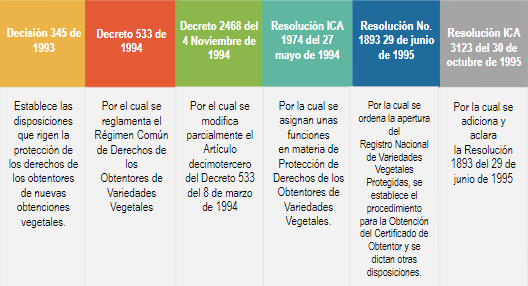 Decisión 345 de
1993
Establece las
disposiciones
que rigen la
protección de
los derechos de
los obtentores
de nuevas
obtenciones
vegetales.
Decreto 533 de
1994
Por el cual se
reglamenta el
Régimen Común
de Derechos de
los
Obtentores de
Variedades
Vegetales
Decreto 2468 del
4 Noviembre de
1994
Por el cual se
modifica
parcialmente el
Artículo
decimotercero
del Decreto 533
del 8 de marzo
de 1994
Resolución ICA
1974 del 27
mayo de 1994
Por la cual se
asignan unas
funciones
en materia de
Protección de
Derechos de los
Obtentores de
Variedades
Vegetales.
Resolución No.
1893 29 de junio
de 1995
Por la cual se
ordena la apertura
del
Registro Nacional
de Variedades
Vegetales
Protegidas, se
establece el
procedimiento
para la Obtención
del Certificado de
Obtentor y se
dictan otras
disposiciones.
Resolución ICA
3123 del 30 de
octubre de 1995
Por la cual se
adiciona y
aclara
la Resolución
1893 del 29 de
junio de 1995